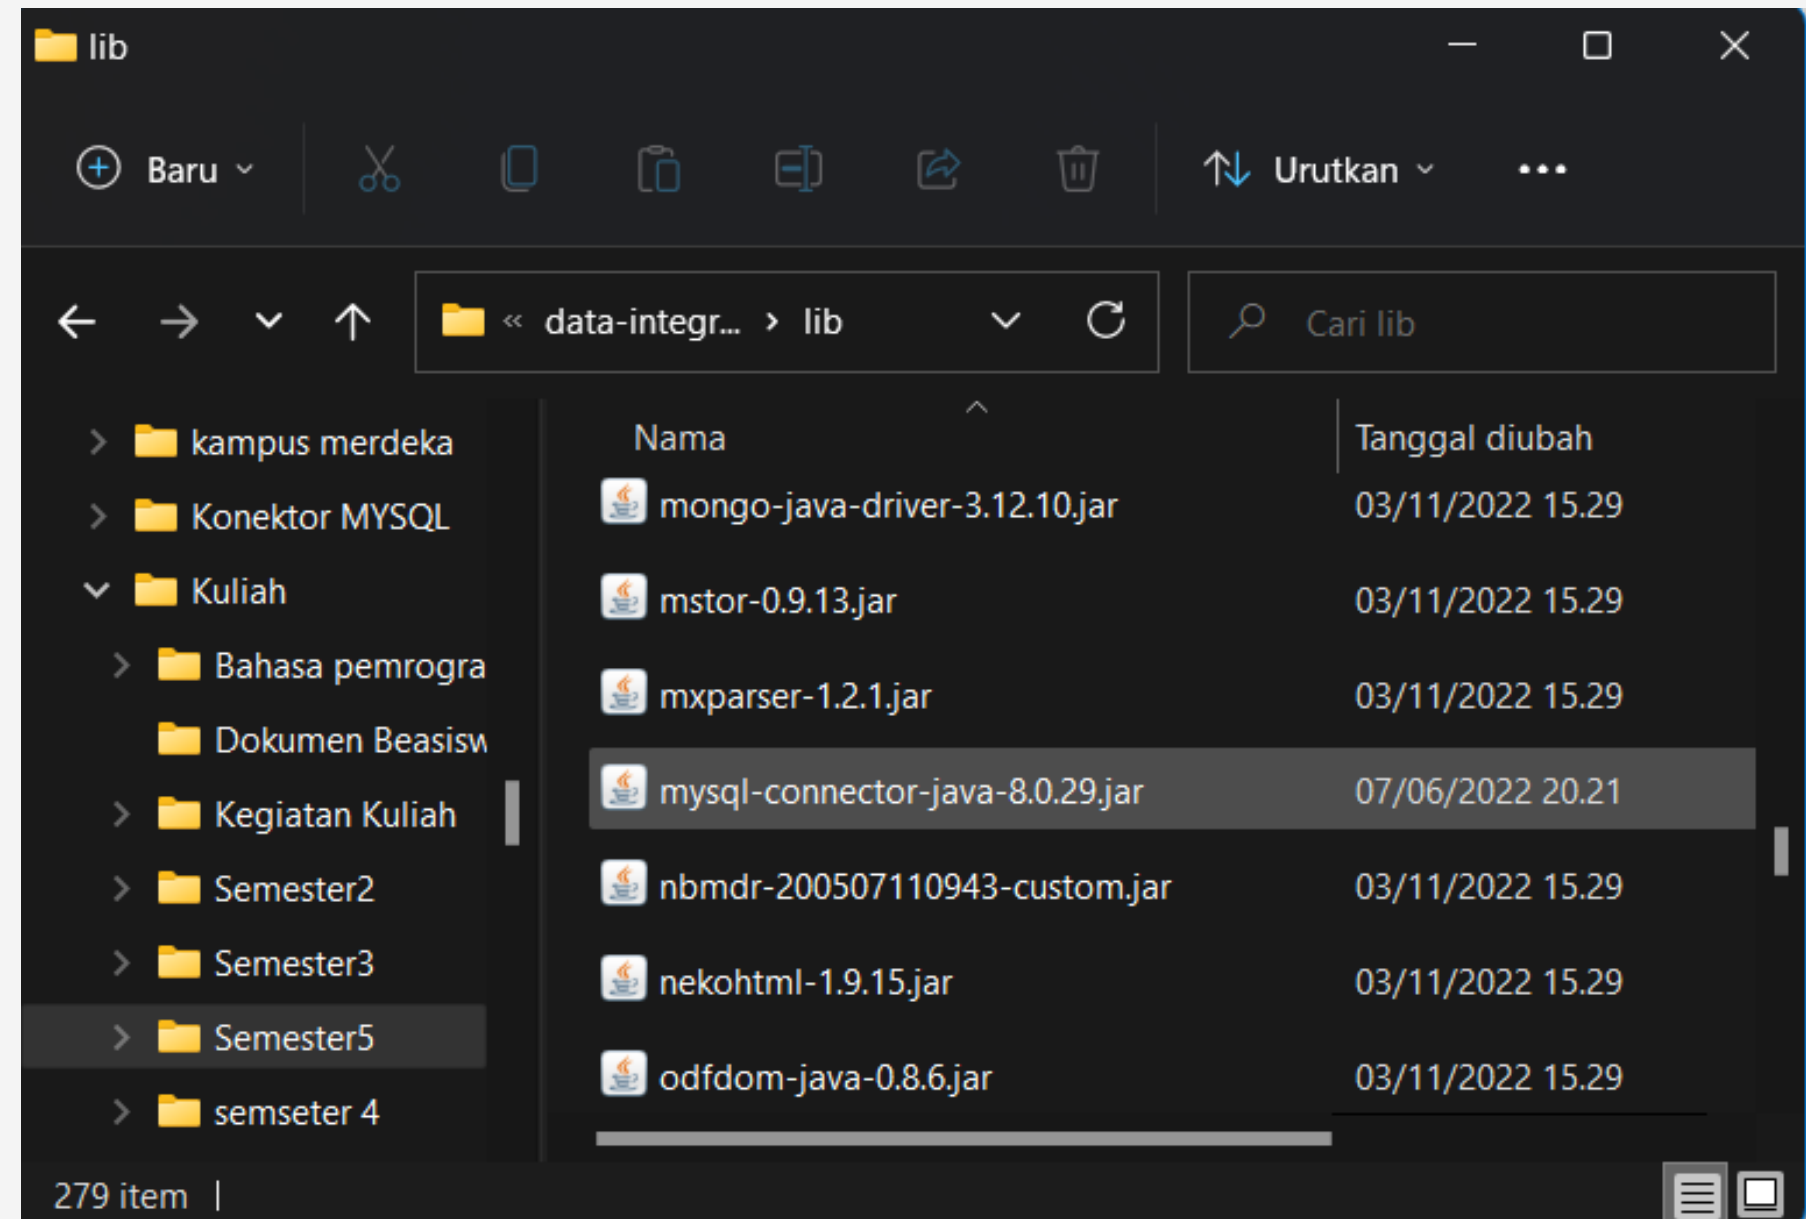 lib
Baru
Urutkan
« data-integr... > lib
Cari lib
kampus merdeka
Konektor MYSQL
Kuliah
Bahasa pemrogra
Dokumen Beasisw
Kegiatan Kuliah
Semester2
Semester3
Semester5
semseter 4
Nama Tanggal diubah
mongo-java-driver-3.12.10.jar 03/11/2022 15.29
mstor-0.9.13.jar 03/11/2022 15.29
mxparser-1.2.1.jar 03/11/2022 15.29
mysql-connector-java-8.0.29.jar 07/06/2022 20.21
nbmdr-200507110943-custom.jar 03/11/2022 15.29
nekohtml-1.9.15.jar 03/11/2022 15.29
odfdom-java-0.8.6.jar 03/11/2022 15.29
279 item